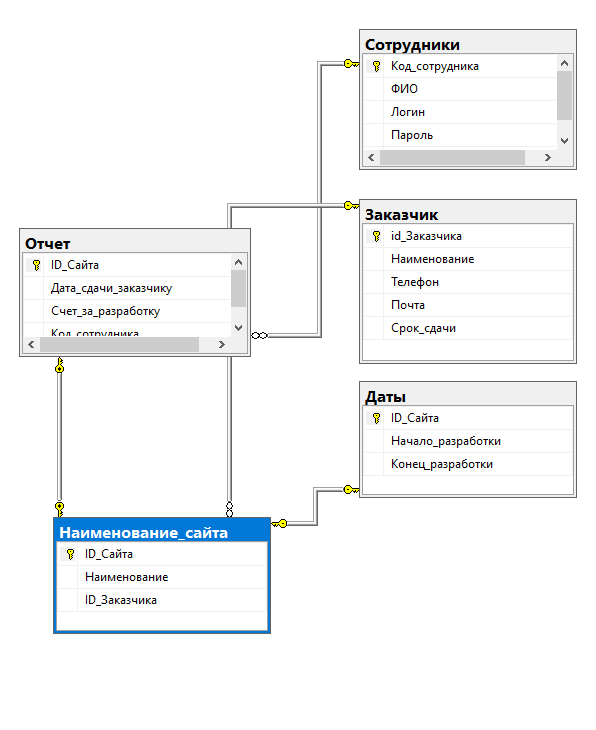 Сотрудники
Код_сотрудника
ФИО
Логин
Пароль
Заказчик
id_Заказчика
Наименование
Телефон
Почта
Срок_сдачи
Отчет
ID_Сайта
Дата_сдачи_заказчику
Счет_за_разработку
Код_сотрудника
Даты
ID_Сайта
Начало_разработки
Конец_разработки
Наименование_сайта
ID_Сайта
Наименование
ID_Заказчика